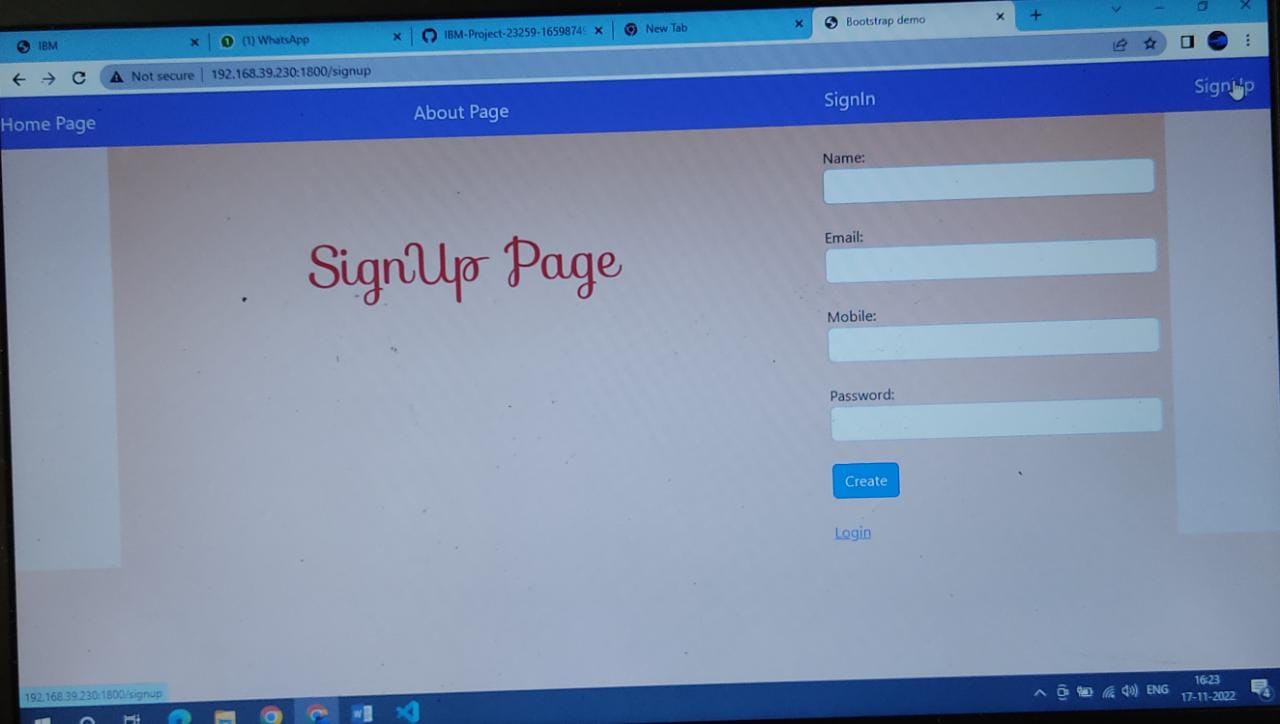 IBM
(1) WhatsApp
IBM-Project-23259-1659874
New Tab
Bootstrap demo
Not secure
192.168.39.230:1800/signup
Home Page
About Page
SignIn
SignUp
SignUp Page
Name:
Email:
Mobile:
Password:
Create
Login
192.168.39.230:1800/signup
ENG
16:23
17-11-2022
4